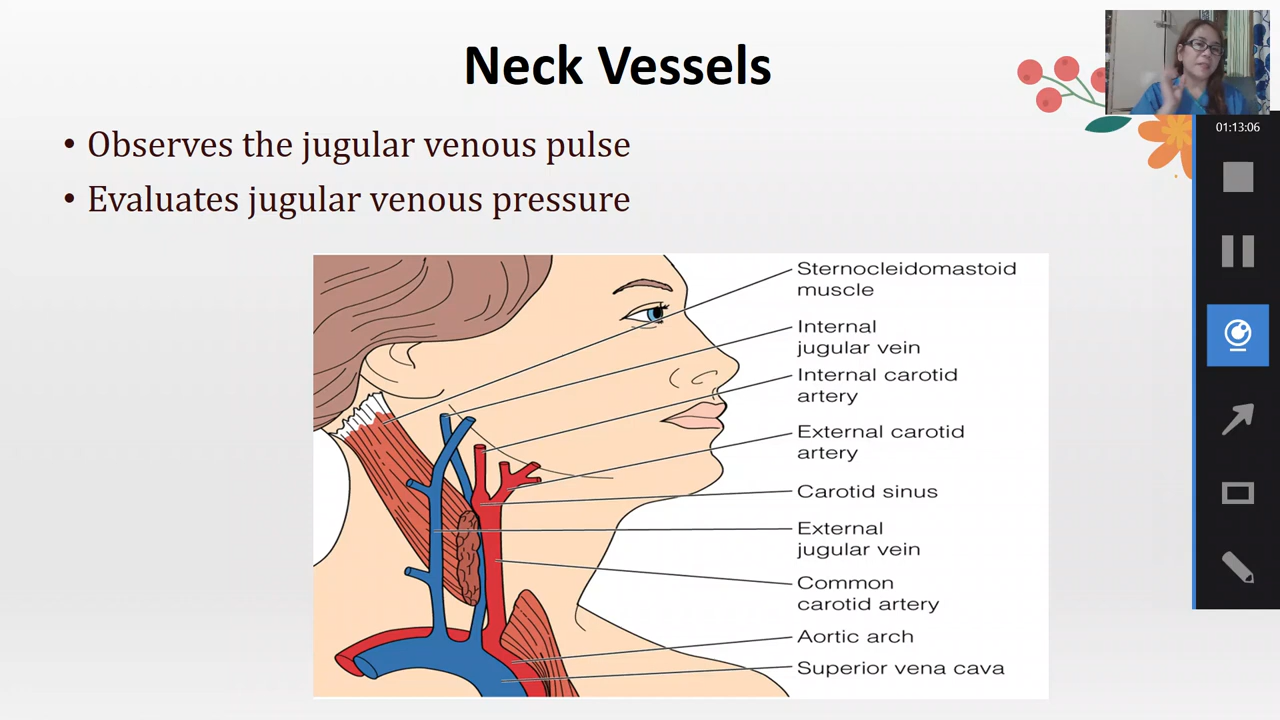 Neck Vessels
• Observes the jugular venous pulse
• Evaluates jugular venous pressure
01:13:06
Sternocleidomastoid
muscle
Internal
jugular vein
Internal carotid
artery
External carotid
artery
Carotid sinus
External
jugular vein
Common
carotid artery
Aortic arch
Superior vena cava